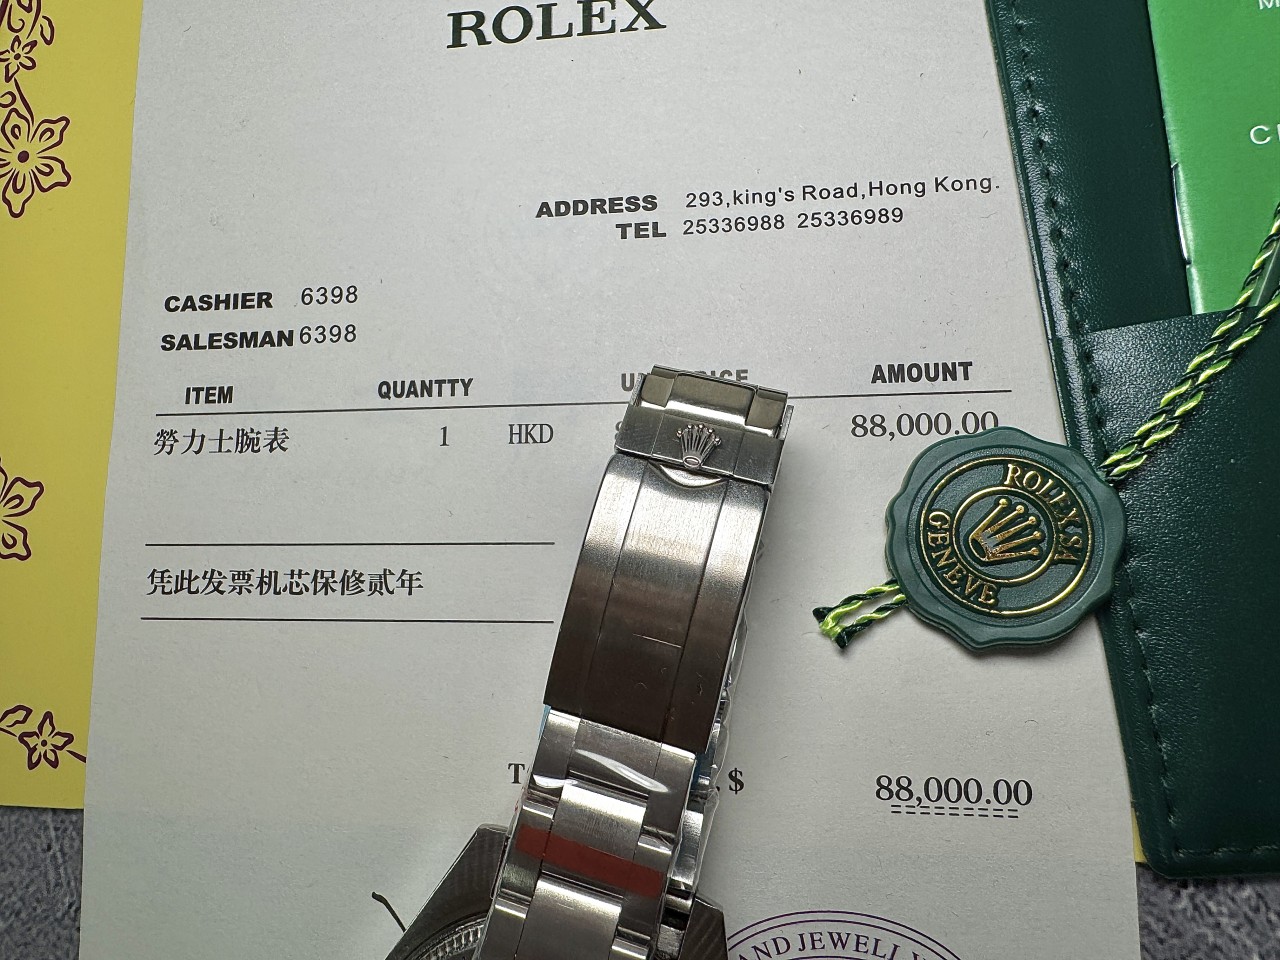 ROLEX
ADDRESS 293,king's Road,Hong Kong.
TEL 25336988 25336989
CASHIER 6398
SALESMAN 6398
ITEM QUANTTY AMOUNT
勞力士腕表 1 HKD 88,000.00
凭此发票机芯保修贰年
$ 88,000.00
ROLEX SA
GENEVE
AND JEWELL